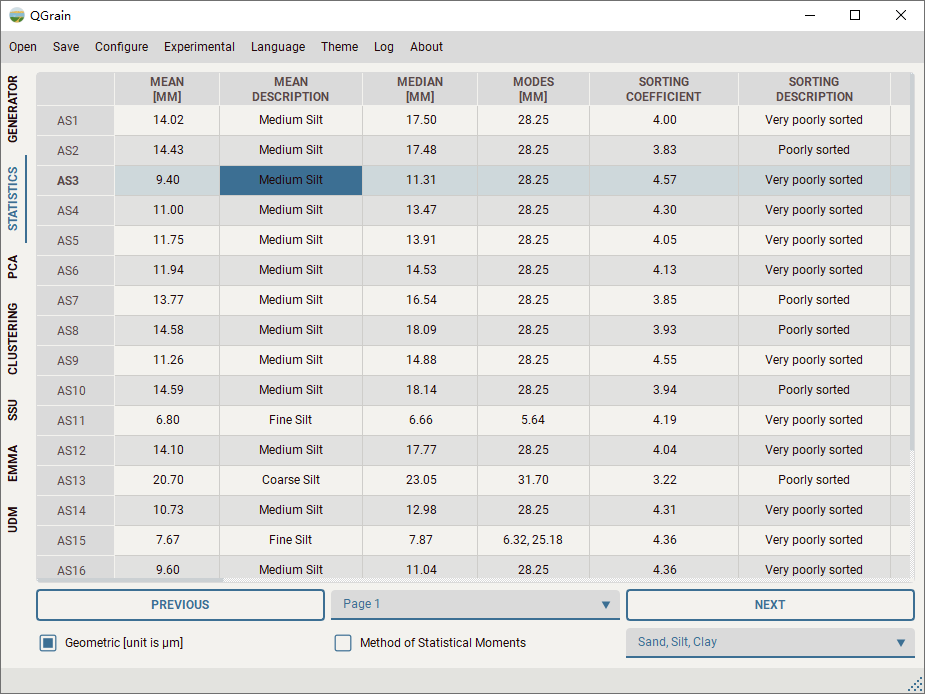 QGrain
Open Save Configure Experimental Language Theme Log About
GENERATOR
STATISTICS
PCA
CLUSTERING
SSU
EMMA
UDM
MEAN [MM] MEAN DESCRIPTION MEDIAN [MM] MODES [MM] SORTING COEFFICIENT SORTING DESCRIPTION
AS1 14.02 Medium Silt 17.50 28.25 4.00 Very poorly sorted
AS2 14.43 Medium Silt 17.48 28.25 3.83 Poorly sorted
AS3 9.40 Medium Silt 11.31 28.25 4.57 Very poorly sorted
AS4 11.00 Medium Silt 13.47 28.25 4.30 Very poorly sorted
AS5 11.75 Medium Silt 13.91 28.25 4.05 Very poorly sorted
AS6 11.94 Medium Silt 14.53 28.25 4.13 Very poorly sorted
AS7 13.77 Medium Silt 16.54 28.25 3.85 Poorly sorted
AS8 14.58 Medium Silt 18.09 28.25 3.93 Poorly sorted
AS9 11.26 Medium Silt 14.88 28.25 4.55 Very poorly sorted
AS10 14.59 Medium Silt 18.14 28.25 3.94 Poorly sorted
AS11 6.80 Fine Silt 6.66 5.64 4.19 Very poorly sorted
AS12 14.10 Medium Silt 17.77 28.25 4.04 Very poorly sorted
AS13 20.70 Coarse Silt 23.05 31.70 3.22 Poorly sorted
AS14 10.73 Medium Silt 12.98 28.25 4.31 Very poorly sorted
AS15 7.67 Fine Silt 7.87 6.32, 25.18 4.36 Very poorly sorted
AS16 9.60 Medium Silt 11.04 28.25 4.36 Very poorly sorted
PREVIOUS Page 1 NEXT
Geometric [unit is μm] Method of Statistical Moments Sand, Silt, Clay